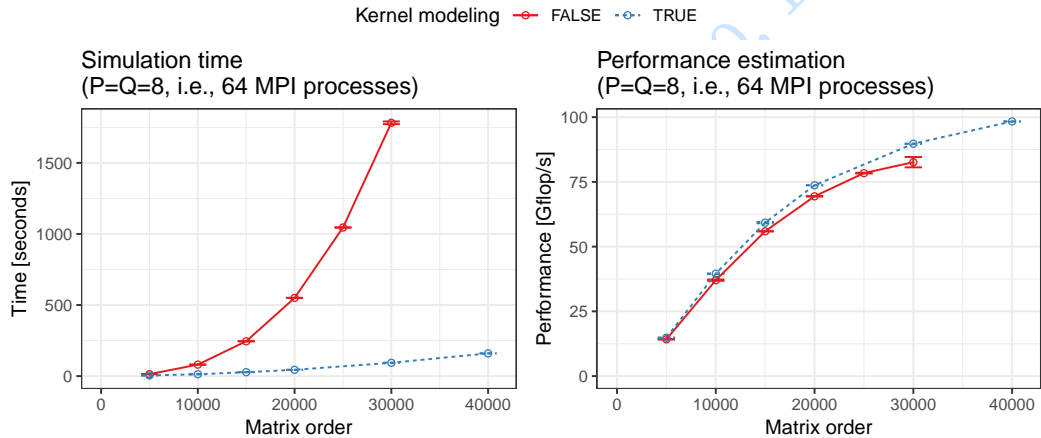 Kernel modeling FALSE TRUE
Simulation time
(P=Q=8, i.e., 64 MPI processes)
Time [seconds]
1500
1000
500
0
0 10000 20000 30000 40000
Matrix order
Performance estimation
(P=Q=8, i.e., 64 MPI processes)
Performance [Gflop/s]
100
75
50
25
0
0 10000 20000 30000 40000
Matrix order